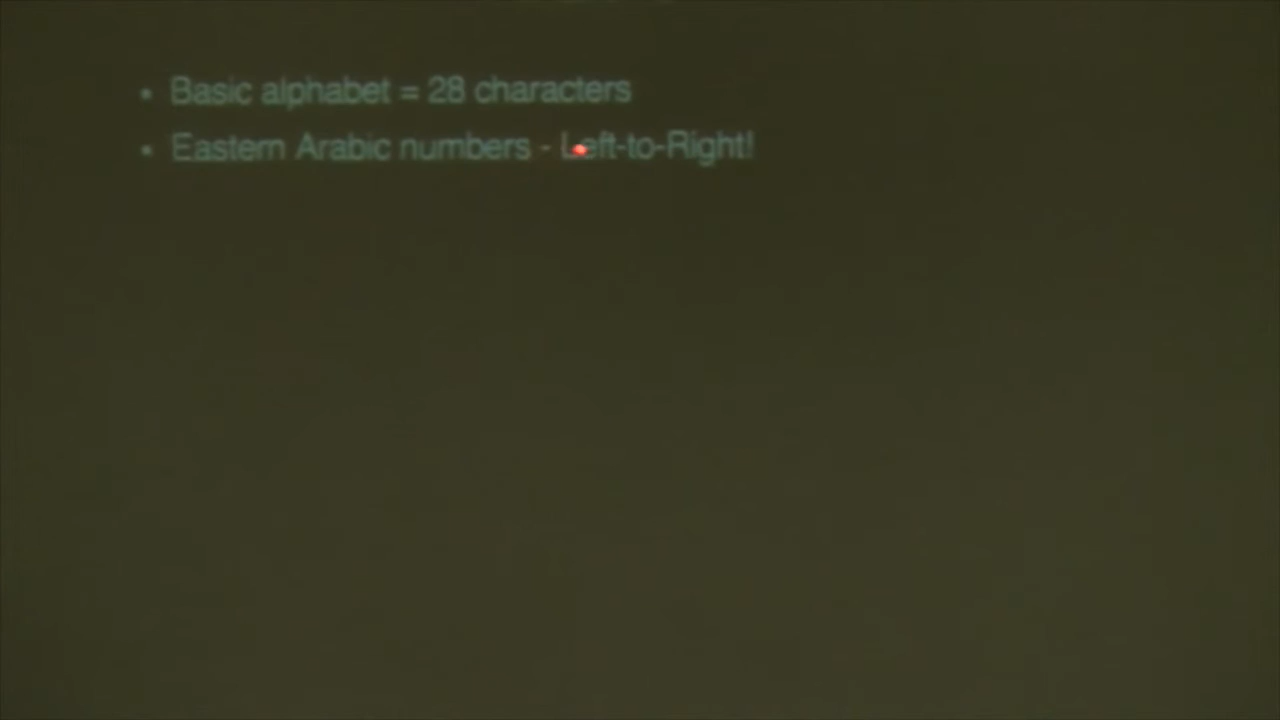 • Basic alphabet = 28 characters
• Eastern Arabic numbers - Left-to-Right!